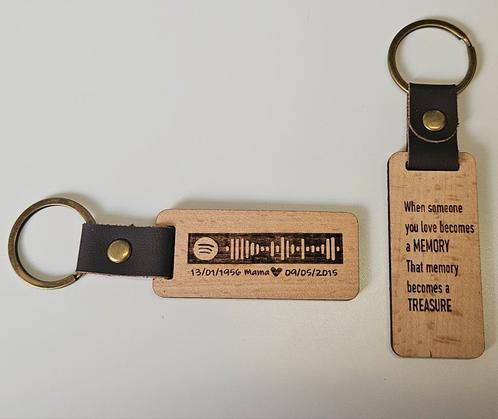 13/01/1956 Mama❤09/05/2015
When someone
you love becomes
a MEMORY
That memory
becomes a
TREASURE